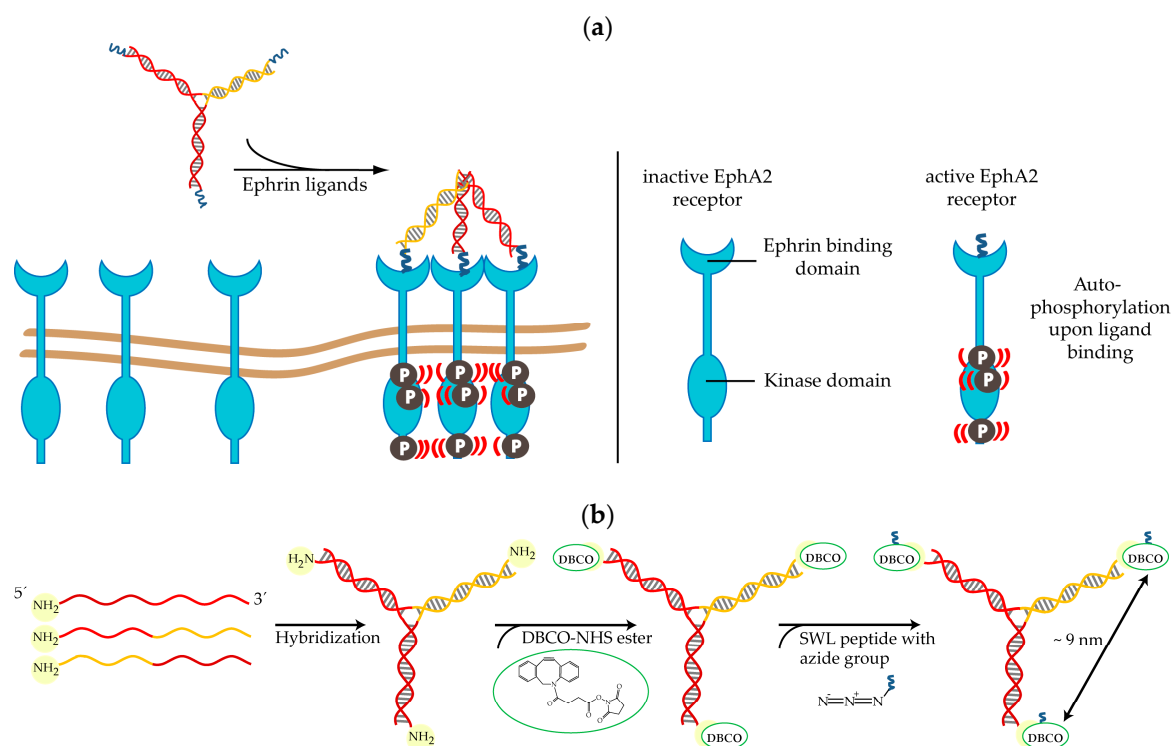 (a)
Ephrin ligands
inactive EphA2
receptor
active EphA2
receptor
Ephrin binding
domain
Kinase domain
Auto-
phosphorylation
upon ligand
binding
P P P
P P P
P P P
P
P
P
(b)
5´
NH2
3´
NH2
NH2
Hybridization
H2N
NH2
NH2
DBCO-NHS ester
N
O
O
O
N
O
O
DBCO
DBCO
DBCO
SWL peptide with
azide group
N=N=N
- +
DBCO
DBCO
DBCO
~ 9 nm